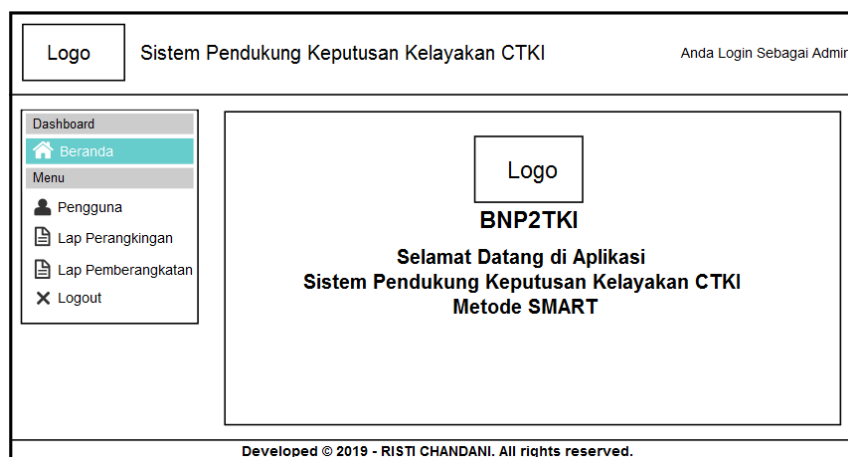 Logo
Sistem Pendukung Keputusan Kelayakan CTKI
Anda Login Sebagai Admin
Dashboard
Beranda
Menu
Pengguna
Lap Perangkingan
Lap Pemberangkatan
Logout
Logo
BNP2TKI
Selamat Datang di Aplikasi
Sistem Pendukung Keputusan Kelayakan CTKI
Metode SMART
Developed © 2019 - RISTI CHANDANI. All rights reserved.